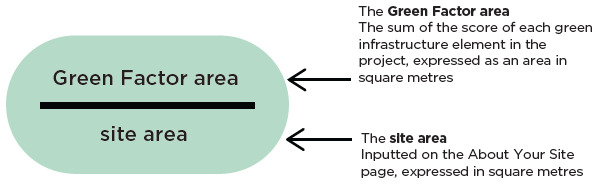 Green Factor area
site area
The Green Factor area
The sum of the score of each green
infrastructure element in the
project, expressed as an area in
square metres
The site area
Inputted on the About Your Site
page, expressed in square metres